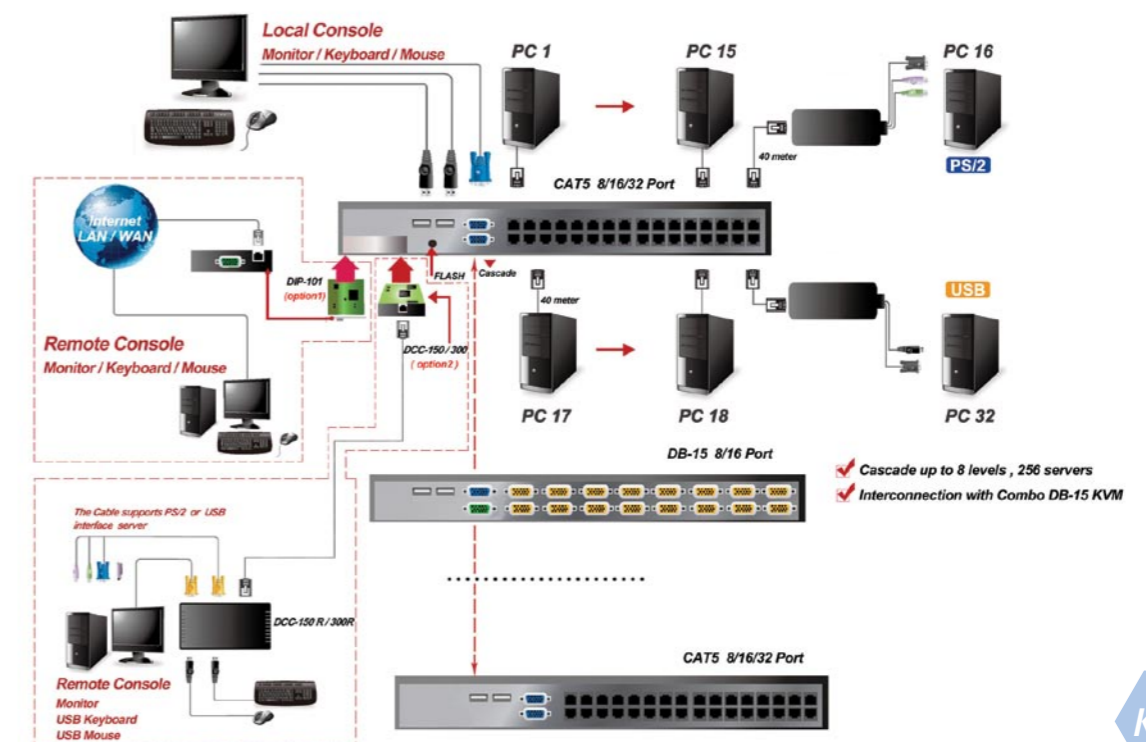 Local Console
Monitor / Keyboard / Mouse
PC 1
PC 15
PC 16
40 meter
PS/2
CAT5 8/16/32 Port
Internet
LAN / WAN
DIP-101
(option1)
FLASH
Cascade
DCC-150 / 300
( option2 )
40 meter
USB
Remote Console
Monitor / Keyboard / Mouse
PC 17
PC 18
PC 32
DB-15 8/16 Port
Cascade up to 8 levels , 256 servers
Interconnection with Combo DB-15 KVM
The Cable supports PS/2 or USB
interface server
DCC-150 R / 300R
Remote Console
Monitor
USB Keyboard
USB Mouse
CAT5 8/16/32 Port
K